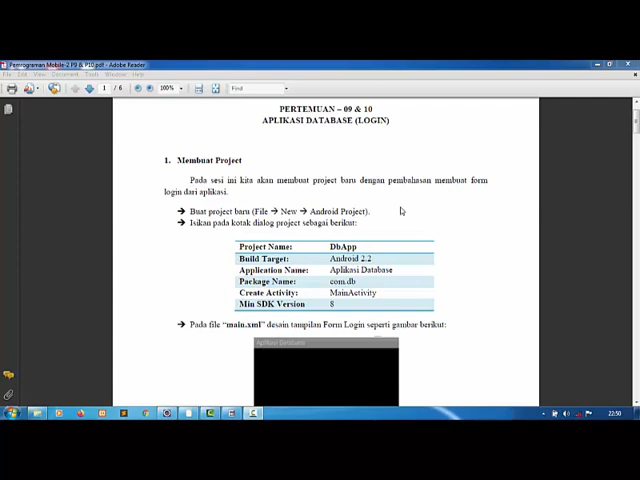 Pemrograman Mobile-2 P9 & P10.pdf - Adobe Reader
File Edit View Document Tools Window Help
1 / 6 100% Find
PERTEMUAN – 09 & 10
APLIKASI DATABASE (LOGIN)
1. Membuat Project
Pada sesi ini kita akan membuat project baru dengan pembahasan membuat form
login dari aplikasi.
→ Buat project baru (File → New → Android Project).
→ Isikan pada kotak dialog project sebagai berikut:
Project Name: DbApp
Build Target: Android 2.2
Application Name: Aplikasi Database
Package Name: com.db
Create Activity: MainActivity
Min SDK Version 8
→ Pada file “main.xml” desain tampilan Form Login seperti gambar berikut:
Aplikasi Database
22:50